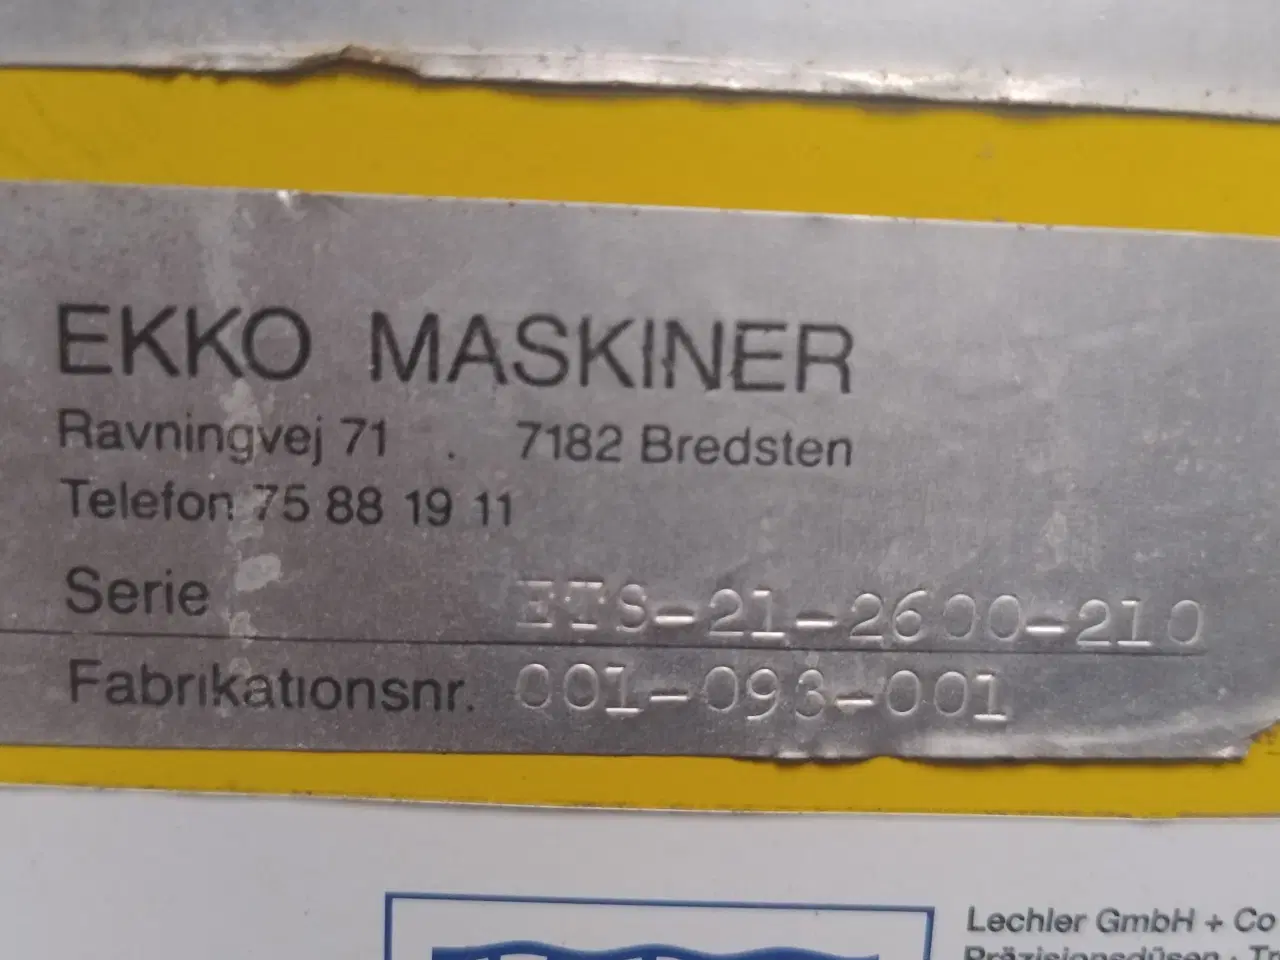 EKKO MASKINER
Ravningvej 71 . 7182 Bredsten
Telefon 75 88 19 11
Serie ETS-21-2600-210
Fabrikationsnr. 001-093-001
Lechler GmbH + Co
Präzisionsdüsen ·